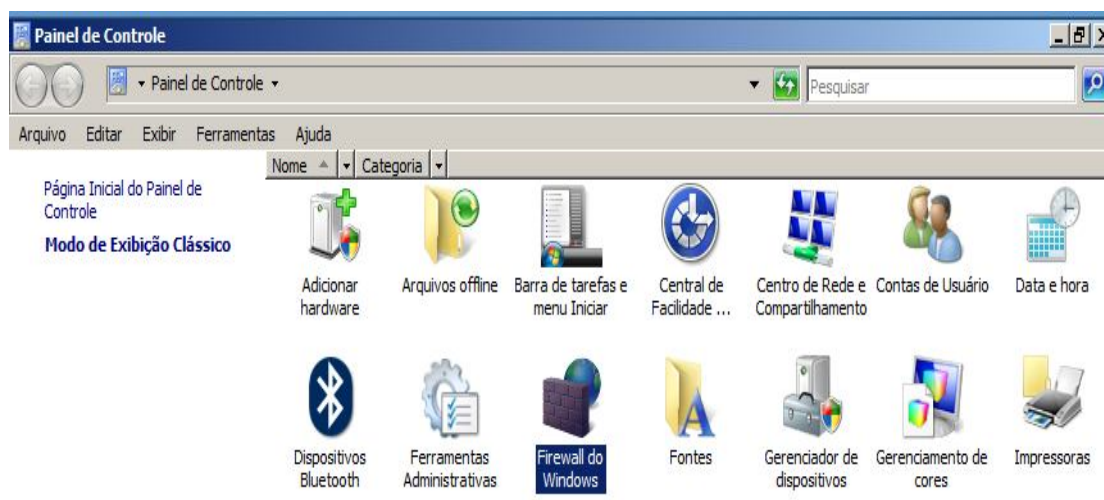 Painel de Controle
Painel de Controle
Pesquisar
Arquivo Editar Exibir Ferramentas Ajuda
Nome Categoria
Página Inicial do Painel de
Controle
Modo de Exibição Clássico
Adicionar
hardware
Arquivos offline
Barra de tarefas e
menu Iniciar
Central de
Facilidade ...
Centro de Rede e
Compartilhamento
Contas de Usuário
Data e hora
Dispositivos
Bluetooth
Ferramentas
Administrativas
Firewall do
Windows
Fontes
Gerenciador de
dispositivos
Gerenciamento de
cores
Impressoras